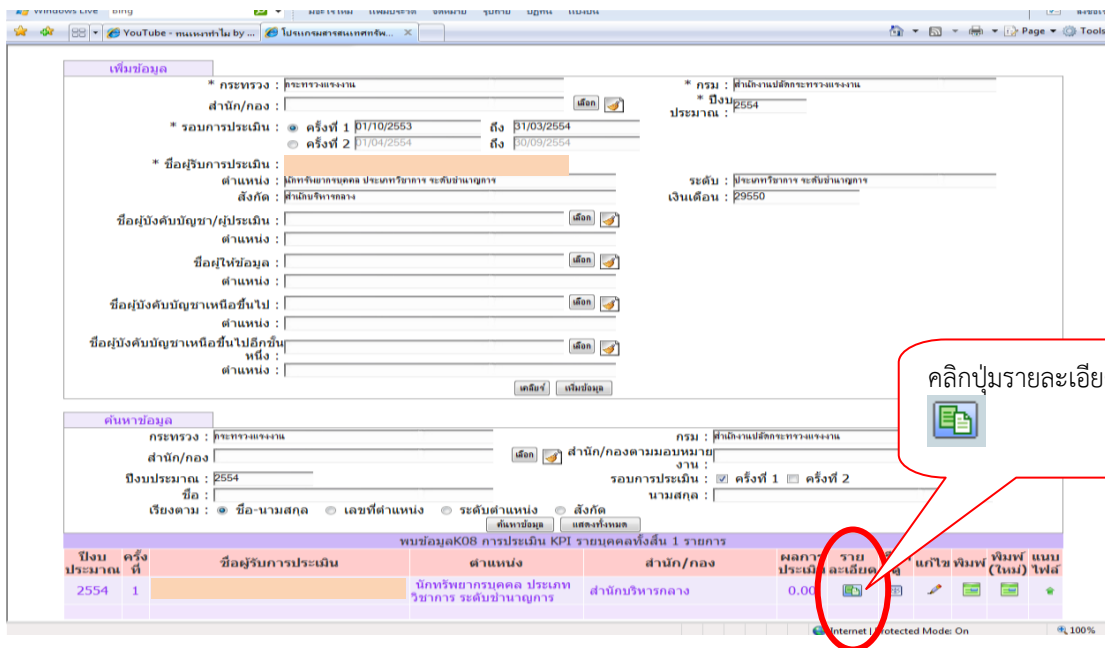 Windows Live Bing
YouTube - ทนเหงาทำไม by ... โปรแกรมสารสนเทศทรัพ... × Page Tools
เพิ่มข้อมูล
* กระทรวง : กระทรวงแรงงาน * กรม : สำนักงานปลัดกระทรวงแรงงาน
สำนัก/กอง : เลือก * ปีงบประมาณ : 2554
* รอบการประเมิน : ครั้งที่ 1 01/10/2553 ถึง 31/03/2554
ครั้งที่ 2 01/04/2554 ถึง 30/09/2554
* ชื่อผู้รับการประเมิน :
ตำแหน่ง : นักทรัพยากรบุคคล ประเภทวิชาการ ระดับชำนาญการ ระดับ : ประเภทวิชาการ ระดับชำนาญการ
สังกัด : สำนักบริหารกลาง เงินเดือน : 29550
ชื่อผู้บังคับบัญชา/ผู้ประเมิน : เลือก
ตำแหน่ง :
ชื่อผู้ให้ข้อมูล : เลือก
ตำแหน่ง :
ชื่อผู้บังคับบัญชาเหนือขึ้นไป : เลือก
ตำแหน่ง :
ชื่อผู้บังคับบัญชาเหนือขึ้นไปอีกชั้น
หนึ่ง : เลือก
ตำแหน่ง :
เคลียร์ เพิ่มข้อมูล
คลิกปุ่มรายละเอีย
ค้นหาข้อมูล
กระทรวง : กระทรวงแรงงาน กรม : สำนักงานปลัดกระทรวงแรงงาน
สำนัก/กอง เลือก สำนัก/กองตามมอบหมายงาน :
ปีงบประมาณ : 2554 รอบการประเมิน : ครั้งที่ 1 ครั้งที่ 2
ชื่อ : นามสกุล :
เรียงตาม : ชื่อ-นามสกุล เลขที่ตำแหน่ง ระดับตำแหน่ง สังกัด
ค้นหาข้อมูล แสดงทั้งหมด
พบข้อมูลK08 การประเมิน KPI รายบุคคลทั้งสิ้น 1 รายการ
ปีงบประมาณ ครั้งที่ ชื่อผู้รับการประเมิน ตำแหน่ง สำนัก/กอง ผลการประเมิน รายละเอียด แก้ไข พิมพ์ พิมพ์ (ใหม่) แนบไฟล์
2554 1 นักทรัพยากรบุคคล ประเภทวิชาการ ระดับชำนาญการ สำนักบริหารกลาง 0.00
Internet | Protected Mode: On 100%